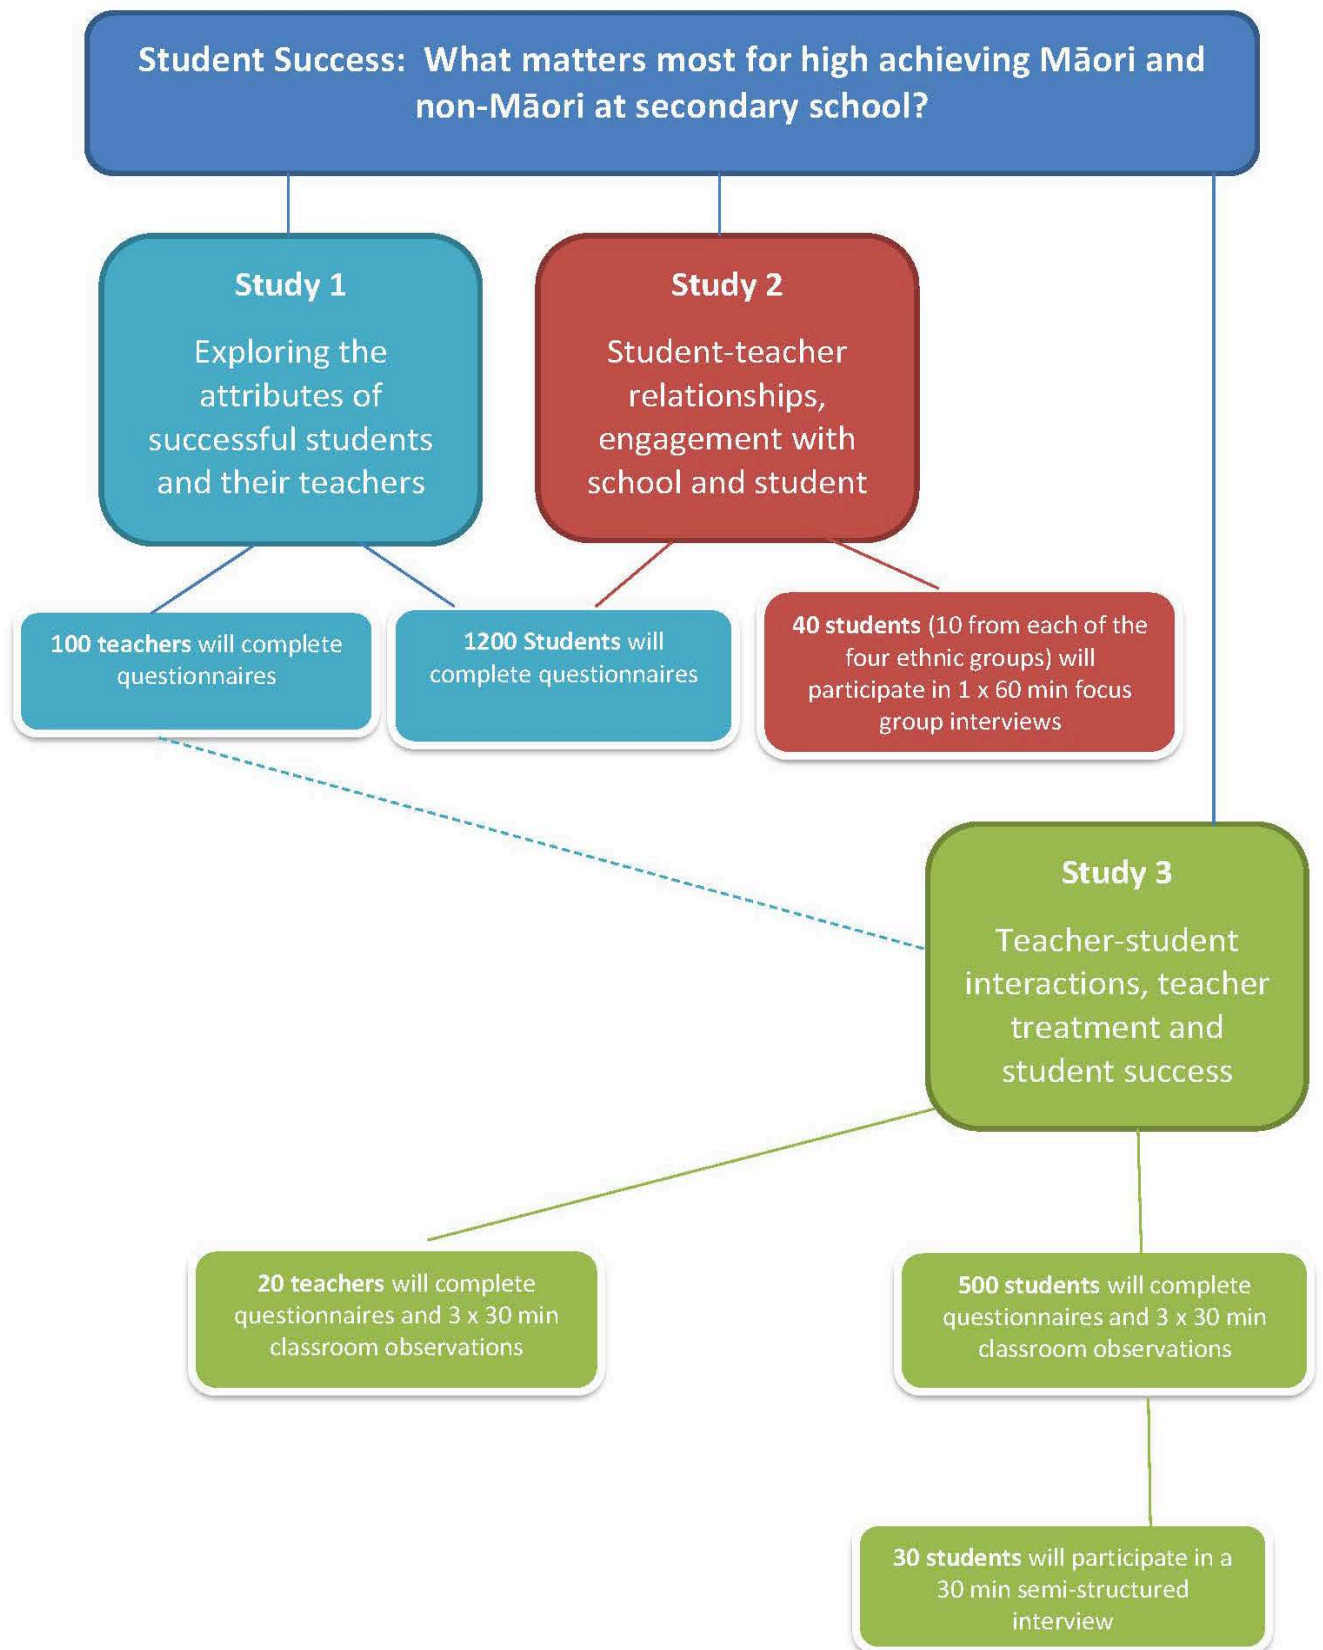 Student Success:  What matters most for high achieving Māori and
non-Māori at secondary school?
Study 1
Exploring the
attributes of
successful students
and their teachers
Study 2
Student-teacher
relationships,
engagement with
school and student
100 teachers will complete
questionnaires
1200 Students will
complete questionnaires
40 students (10 from each of the
four ethnic groups) will
participate in 1 x 60 min focus
group interviews
Study 3
Teacher-student
interactions, teacher
treatment and
student success
20 teachers will complete
questionnaires and 3 x 30 min
classroom observations
500 students will complete
questionnaires and 3 x 30 min
classroom observations
30 students will participate in a
30 min semi-structured
interview